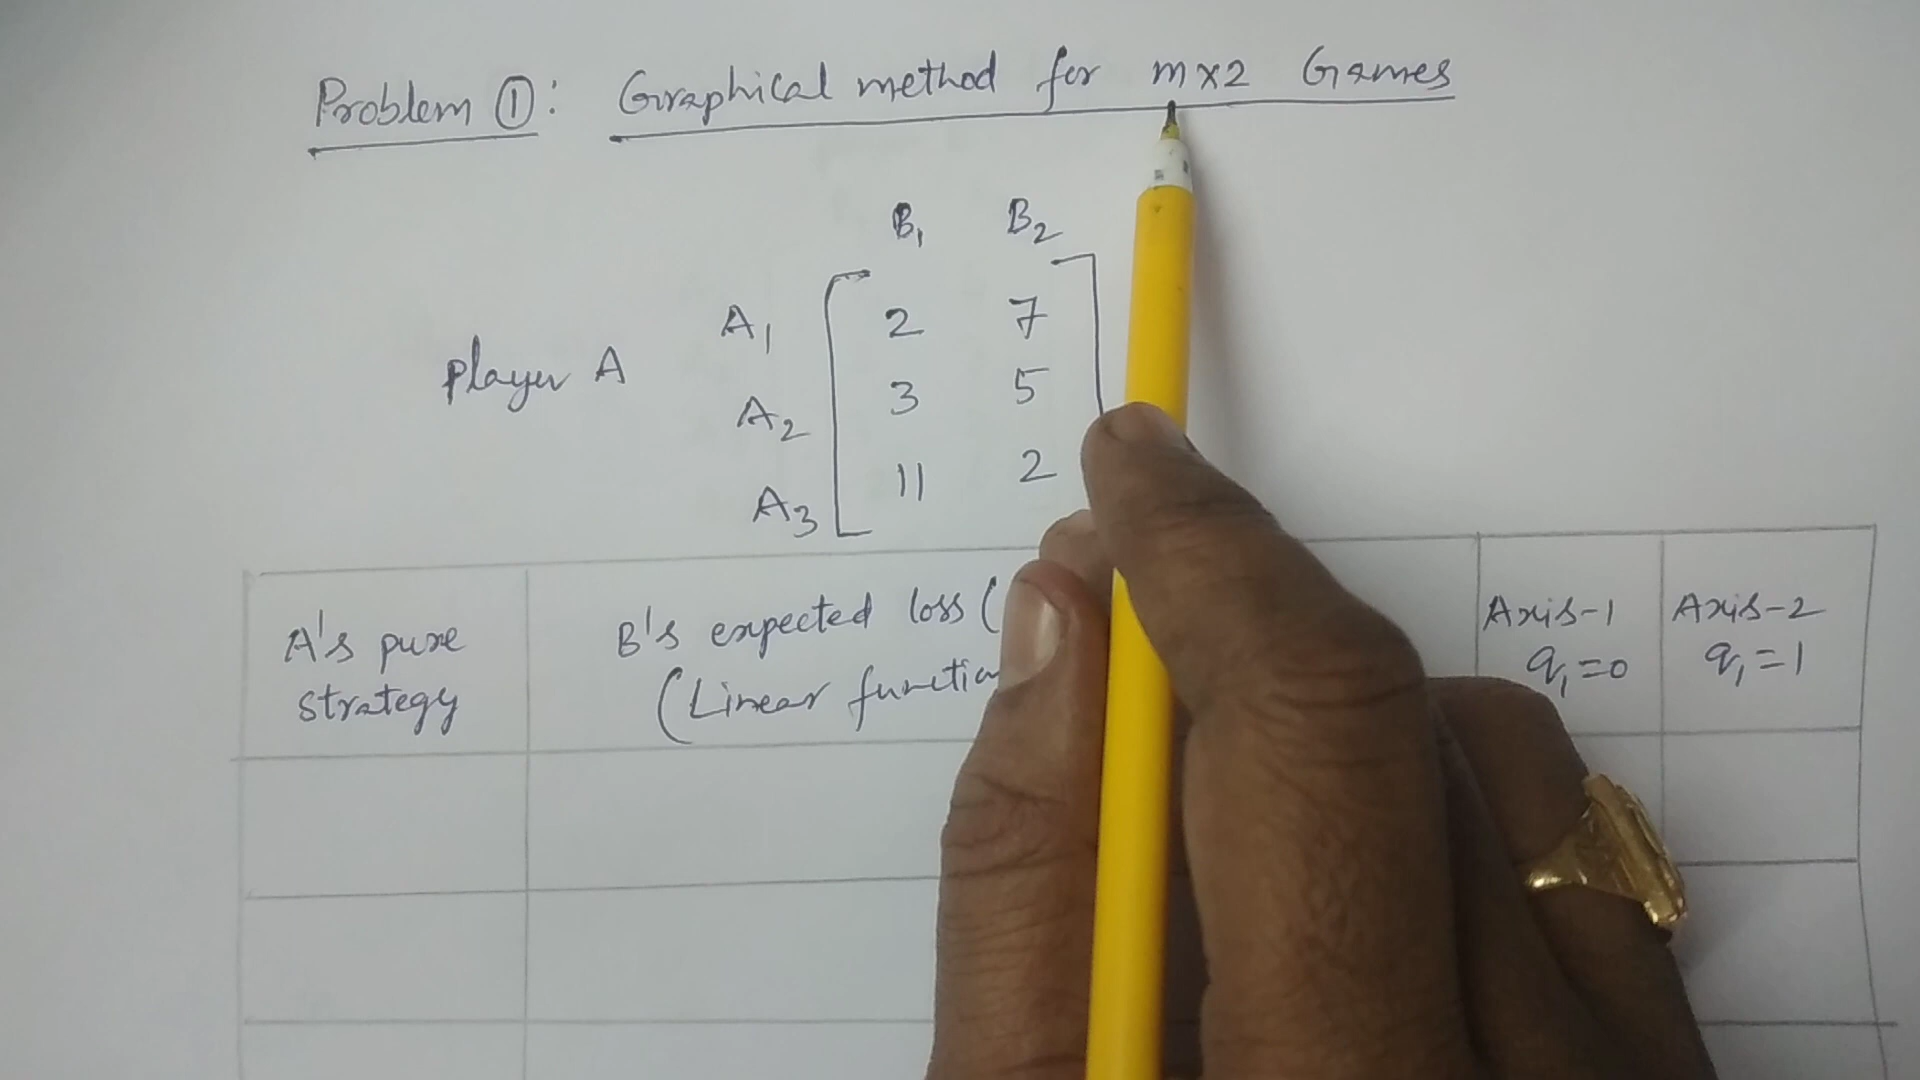 Problem ①: Graphical method for m×2 Games
B₁ B₂
A₁ 2 7
Player A
A₂ 3 5
A₃ 11 2
A's pure strategy
B's expected loss (
(Linear function
Axis-1
q₁=0
Axis-2
q₁=1